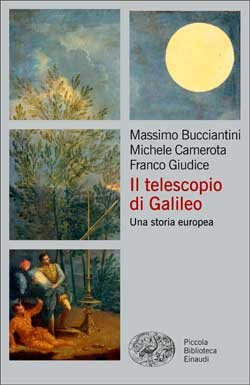 Massimo Bucciantini
Michele Camerota
Franco Giudice
Il telescopio
di Galileo
Una storia europea
Piccola
Biblioteca
Einaudi